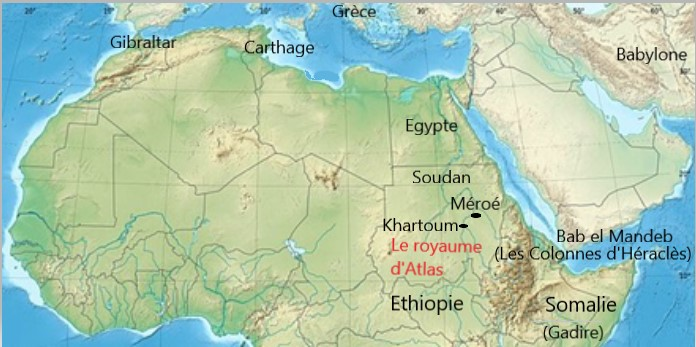 Grèce
Gibraltar
Carthage
Babylone
Egypte
Soudan
Méroé
Khartoum
Le royaume
d'Atlas
Bab el Mandeb
(Les Colonnes d'Héraclès)
Ethiopie
Somalie
(Gadire)